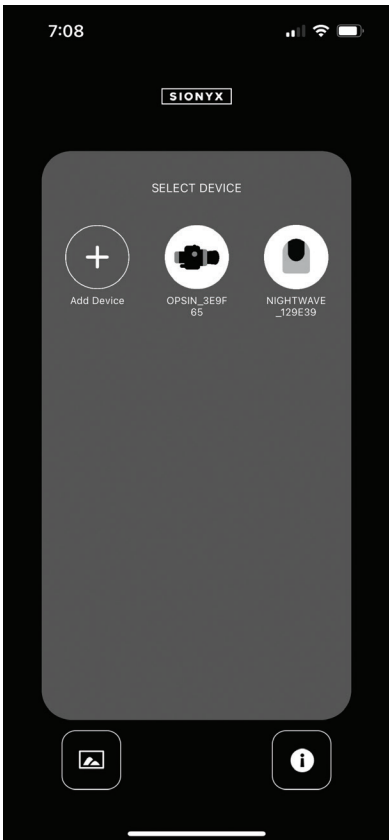 7:08
SIONYX
SELECT DEVICE
Add Device
OPSIN_3E9F
65
NIGHTWAVE
_129E39